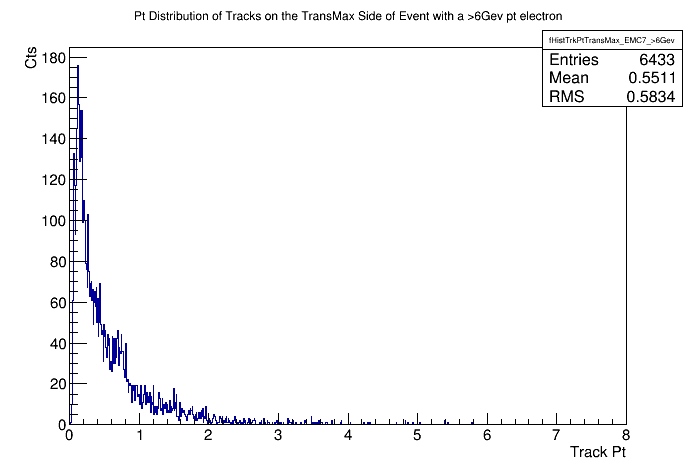 Pt Distribution of Tracks on the TransMax Side of Event with a >6Gev pt electron
fHistTrkPtTransMax_EMC7_>6Gev
Entries 6433
Mean 0.5511
RMS 0.5834
Cts
180
160
140
120
100
80
60
40
20
0
0 1 2 3 4 5 6 7 8
Track Pt